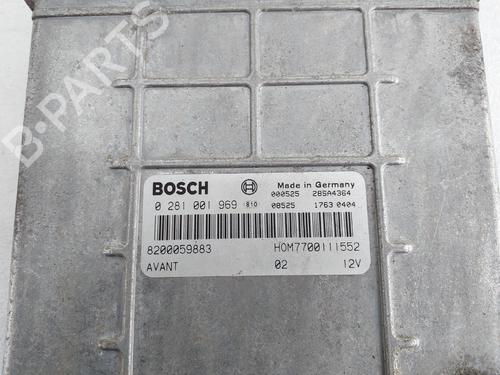 B-PARTS
BOSCH
Made in Germany
000525 28SA4364
0 281 001 969 810 08525 1763 0404
8200059883 HOM7700111552
AVANT 02 12V